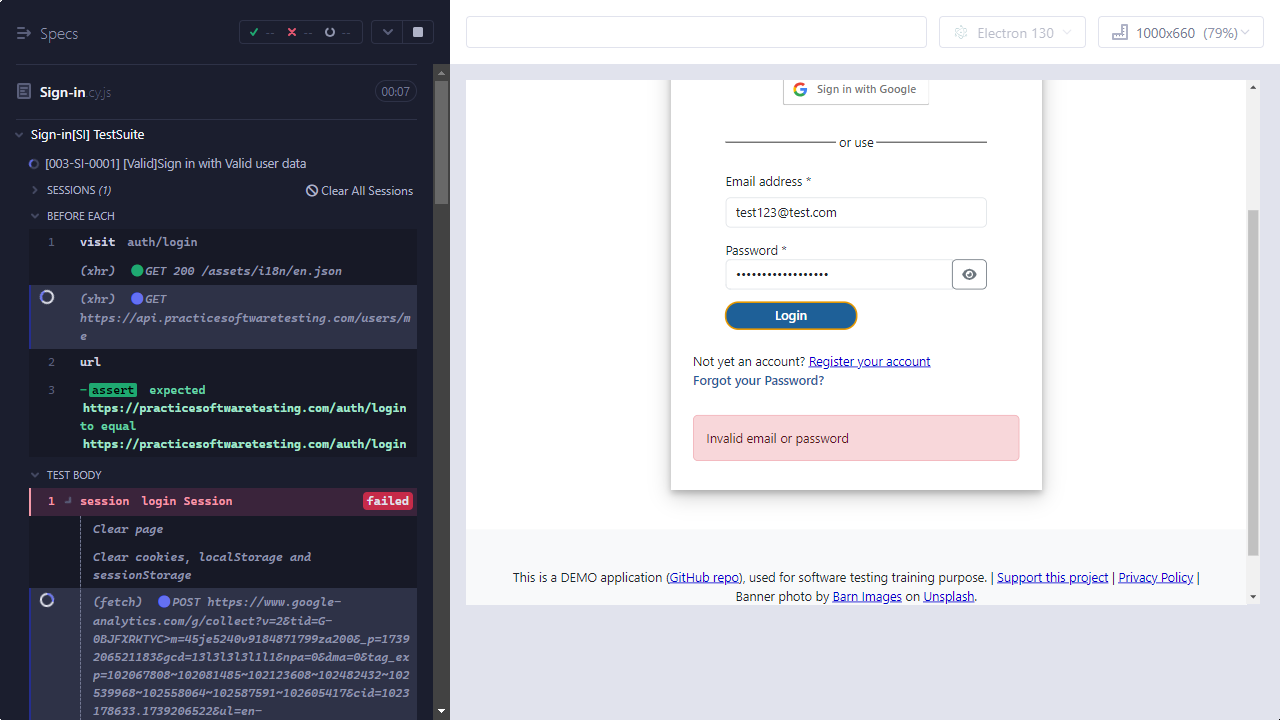 Specs
--
--
--
Electron 130
1000x660 (79%)
Sign-in cy.js
00:07
Sign-in[SI] TestSuite
[003-SI-0001] [Valid]Sign in with Valid user data
SESSIONS (1)
Clear All Sessions
BEFORE EACH
1 visit auth/login
(xhr) GET 200 /assets/i18n/en.json
(xhr) GET
https://api.practicesoftwaretesting.com/users/m
e
2 url
3 -assert expected
https://practicesoftwaretesting.com/auth/login
to equal
https://practicesoftwaretesting.com/auth/login
TEST BODY
1 session login Session failed
Clear page
Clear cookies, localStorage and
sessionStorage
(fetch) POST https://www.google-
analytics.com/g/collect?v=2&tid=G-
0BJFXRKTYC>m=45je5240v9184871799za200&_p=1739
206521183&gcd=13l3l3l3l1l1&npa=0&dma=0&tag_ex
p=102067808~102081485~102123608~102482432~102
539968~102558064~102587591~102605417&cid=1023
178633.1739206522&ul=en-
Sign in with Google
or use
Email address *
test123@test.com
Password *
••••••••••••••••••
Login
Not yet an account? Register your account
Forgot your Password?
Invalid email or password
This is a DEMO application (GitHub repo), used for software testing training purpose. | Support this project | Privacy Policy |
Banner photo by Barn Images on Unsplash.